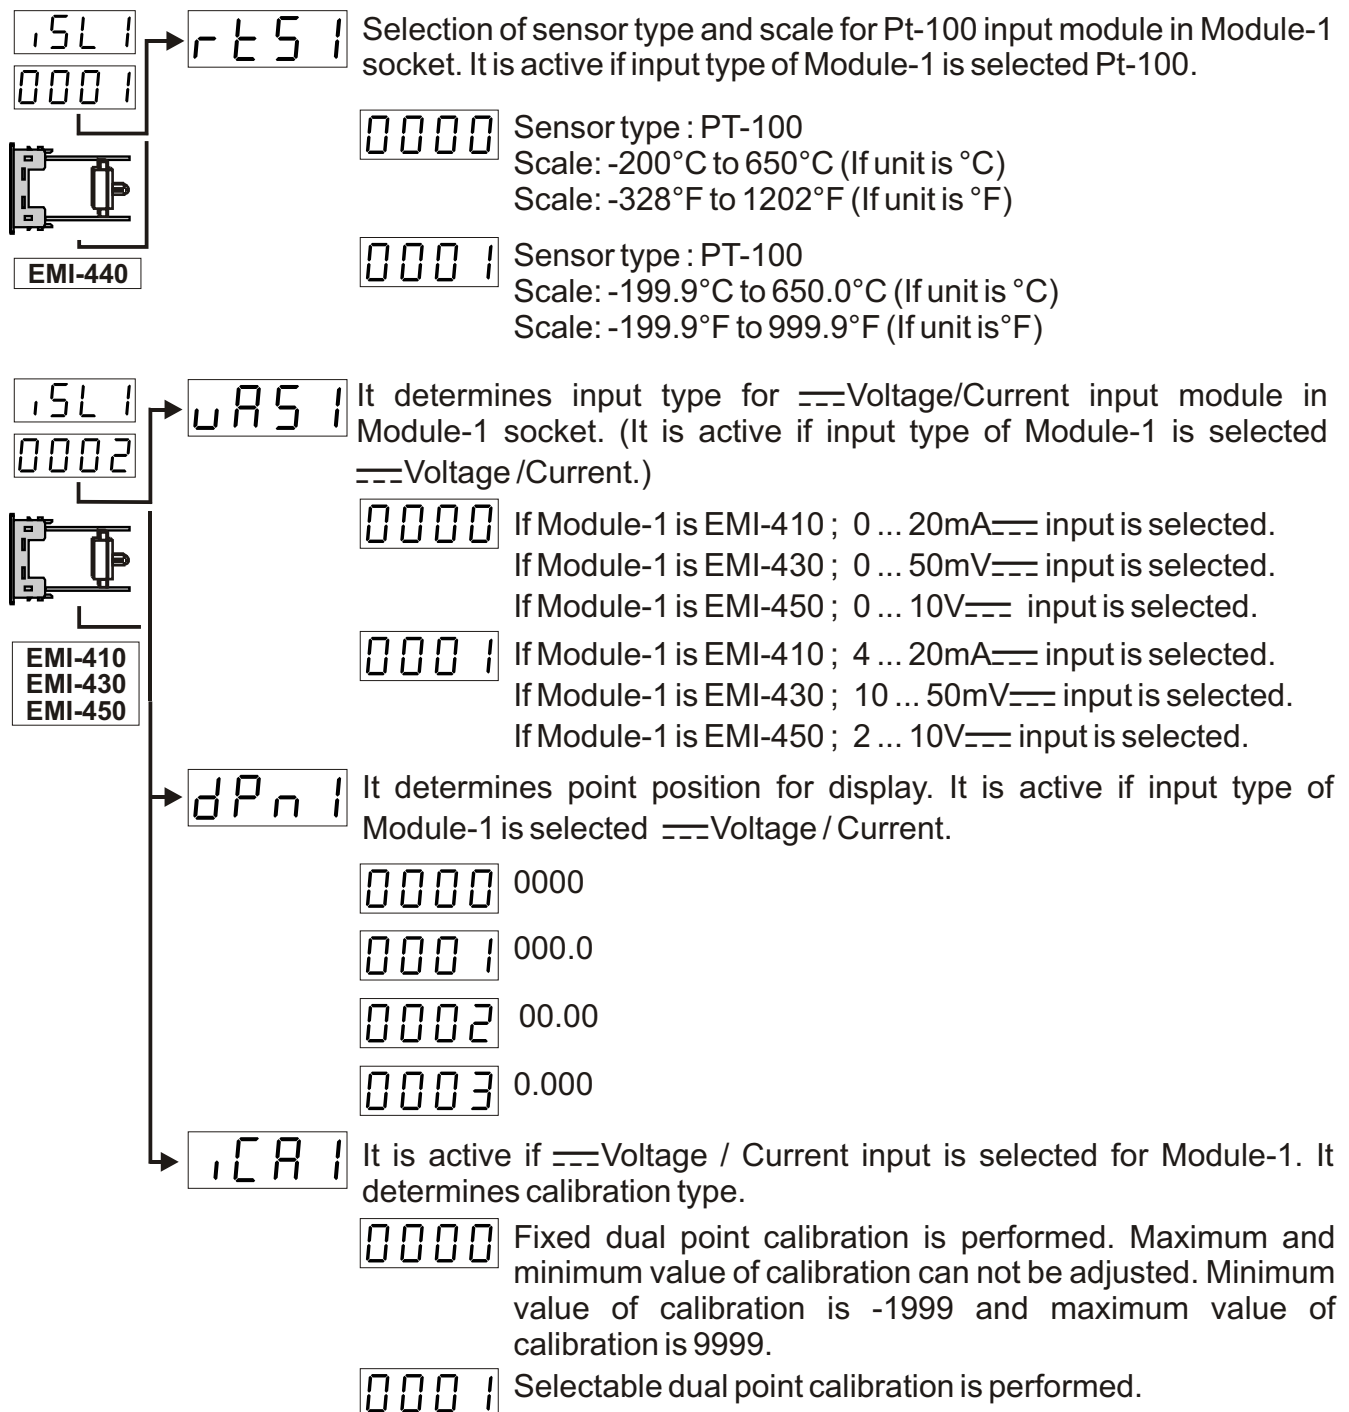 iSL1
rtS1
Selection of sensor type and scale for Pt-100 input module in Module-1
socket. It is active if input type of Module-1 is selected Pt-100.
0001
0000
Sensor type : PT-100
Scale: -200°C to 650°C (If unit is °C)
Scale: -328°F to 1202°F (If unit is °F)
EMI-440
0001
Sensor type : PT-100
Scale: -199.9°C to 650.0°C (If unit is °C)
Scale: -199.9°F to 999.9°F (If unit is°F)
iSL1
uAS1
It determines input type for ⎓Voltage/Current input module in
Module-1 socket. (It is active if input type of Module-1 is selected
⎓Voltage /Current.)
0002
0000
If Module-1 is EMI-410 ; 0 ... 20mA⎓ input is selected.
If Module-1 is EMI-430 ; 0 ... 50mV⎓ input is selected.
If Module-1 is EMI-450 ; 0 ... 10V⎓ input is selected.
EMI-410
EMI-430
EMI-450
0001
If Module-1 is EMI-410 ; 4 ... 20mA⎓ input is selected.
If Module-1 is EMI-430 ; 10 ... 50mV⎓ input is selected.
If Module-1 is EMI-450 ; 2 ... 10V⎓ input is selected.
dPn1
It determines point position for display. It is active if input type of
Module-1 is selected ⎓Voltage / Current.
0000 0000
0001 000.0
0002 00.00
0003 0.000
iCA1
It is active if ⎓Voltage / Current input is selected for Module-1. It
determines calibration type.
0000
Fixed dual point calibration is performed. Maximum and
minimum value of calibration can not be adjusted. Minimum
value of calibration is -1999 and maximum value of
calibration is 9999.
0001
Selectable dual point calibration is performed.